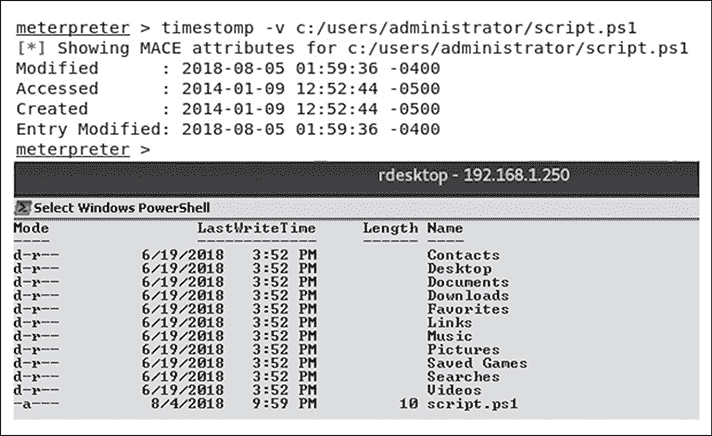 meterpreter > timestomp -v c:/users/administrator/script.ps1
[*] Showing MACE attributes for c:/users/administrator/script.ps1
Modified      : 2018-08-05 01:59:36 -0400
Accessed      : 2014-01-09 12:52:44 -0500
Created       : 2014-01-09 12:52:44 -0500
Entry Modified: 2018-08-05 01:59:36 -0400
meterpreter >
rdesktop - 192.168.1.250
Select Windows PowerShell
Mode                LastWriteTime     Length Name
----                -------------     ------ ----
d-r--         6/19/2018   3:52 PM            Contacts
d-r--         6/19/2018   3:52 PM            Desktop
d-r--         6/19/2018   3:52 PM            Documents
d-r--         6/19/2018   3:52 PM            Downloads
d-r--         6/19/2018   3:52 PM            Favorites
d-r--         6/19/2018   3:52 PM            Links
d-r--         6/19/2018   3:52 PM            Music
d-r--         6/19/2018   3:52 PM            Pictures
d-r--         6/19/2018   3:52 PM            Saved Games
d-r--         6/19/2018   3:52 PM            Searches
d-r--         6/19/2018   3:52 PM            Videos
-a---          8/4/2018   9:59 PM         10 script.ps1